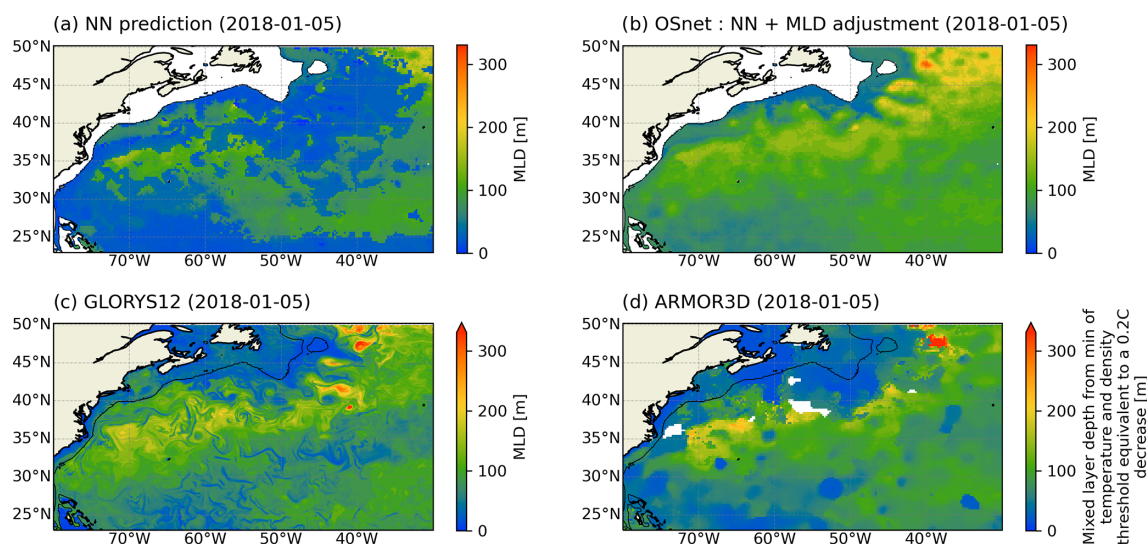 (a) NN prediction (2018-01-05)
50°N
45°N
40°N
35°N
30°N
25°N
70°W 60°W 50°W 40°W
300
200
100
0
MLD [m]
(b) OSnet : NN + MLD adjustment (2018-01-05)
50°N
45°N
40°N
35°N
30°N
25°N
70°W 60°W 50°W 40°W
300
200
100
0
MLD [m]
(c) GLORYS12 (2018-01-05)
50°N
45°N
40°N
35°N
30°N
25°N
70°W 60°W 50°W 40°W
300
200
100
0
MLD [m]
(d) ARMOR3D (2018-01-05)
50°N
45°N
40°N
35°N
30°N
25°N
70°W 60°W 50°W 40°W
300
200
100
0
Mixed layer depth from min of
temperature and density
threshold equivalent to a 0.2C
decrease [m]